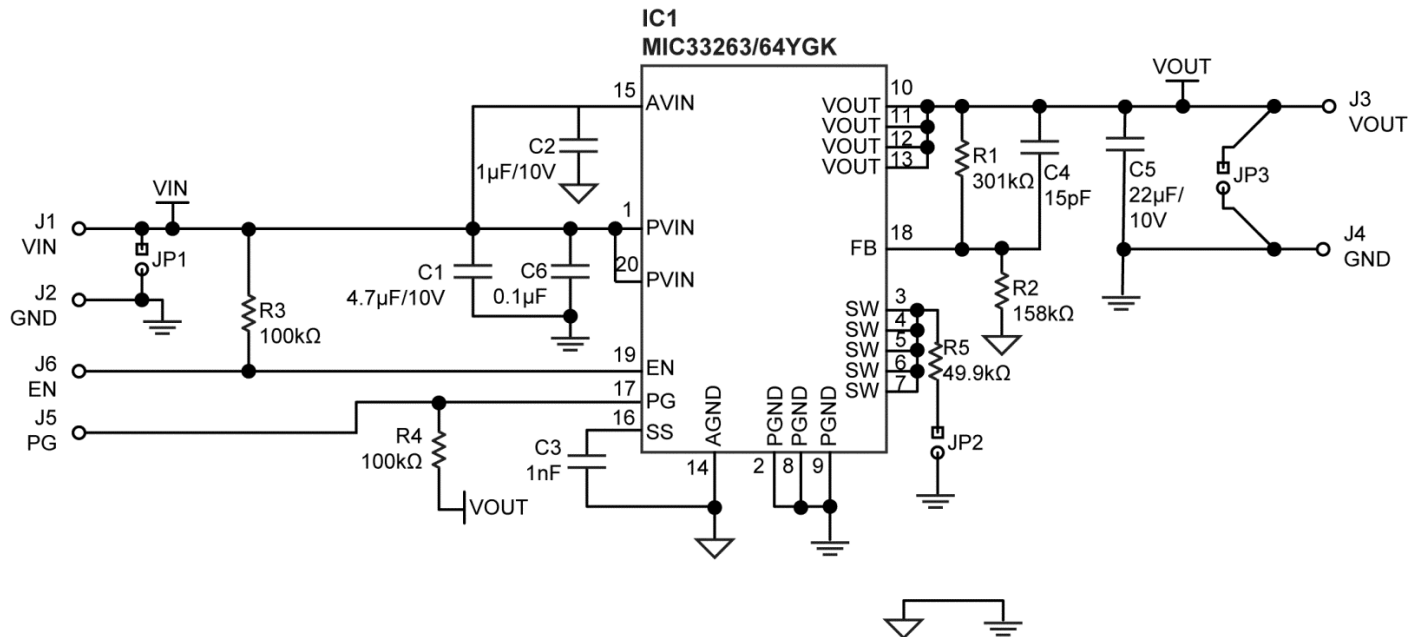 IC1
MIC33263/64YGK
15
AVIN
C2
1µF/10V
VIN
J1
VIN
JP1
J2
GND
R3
100kΩ
C1
4.7µF/10V
C6
0.1µF
1
PVIN
20
PVIN
J6
EN
19
EN
J5
PG
17
PG
16
SS
R4
100kΩ
VOUT
C3
1nF
AGND
14
PGND
PGND
PGND
2
8
9
10
VOUT
11
VOUT
12
VOUT
13
VOUT
R1
301kΩ
C4
15pF
C5
22µF/
10V
VOUT
J3
VOUT
JP3
J4
GND
18
FB
R2
158kΩ
3
SW
4
SW
5
SW
6
SW
7
SW
R5
49.9kΩ
JP2